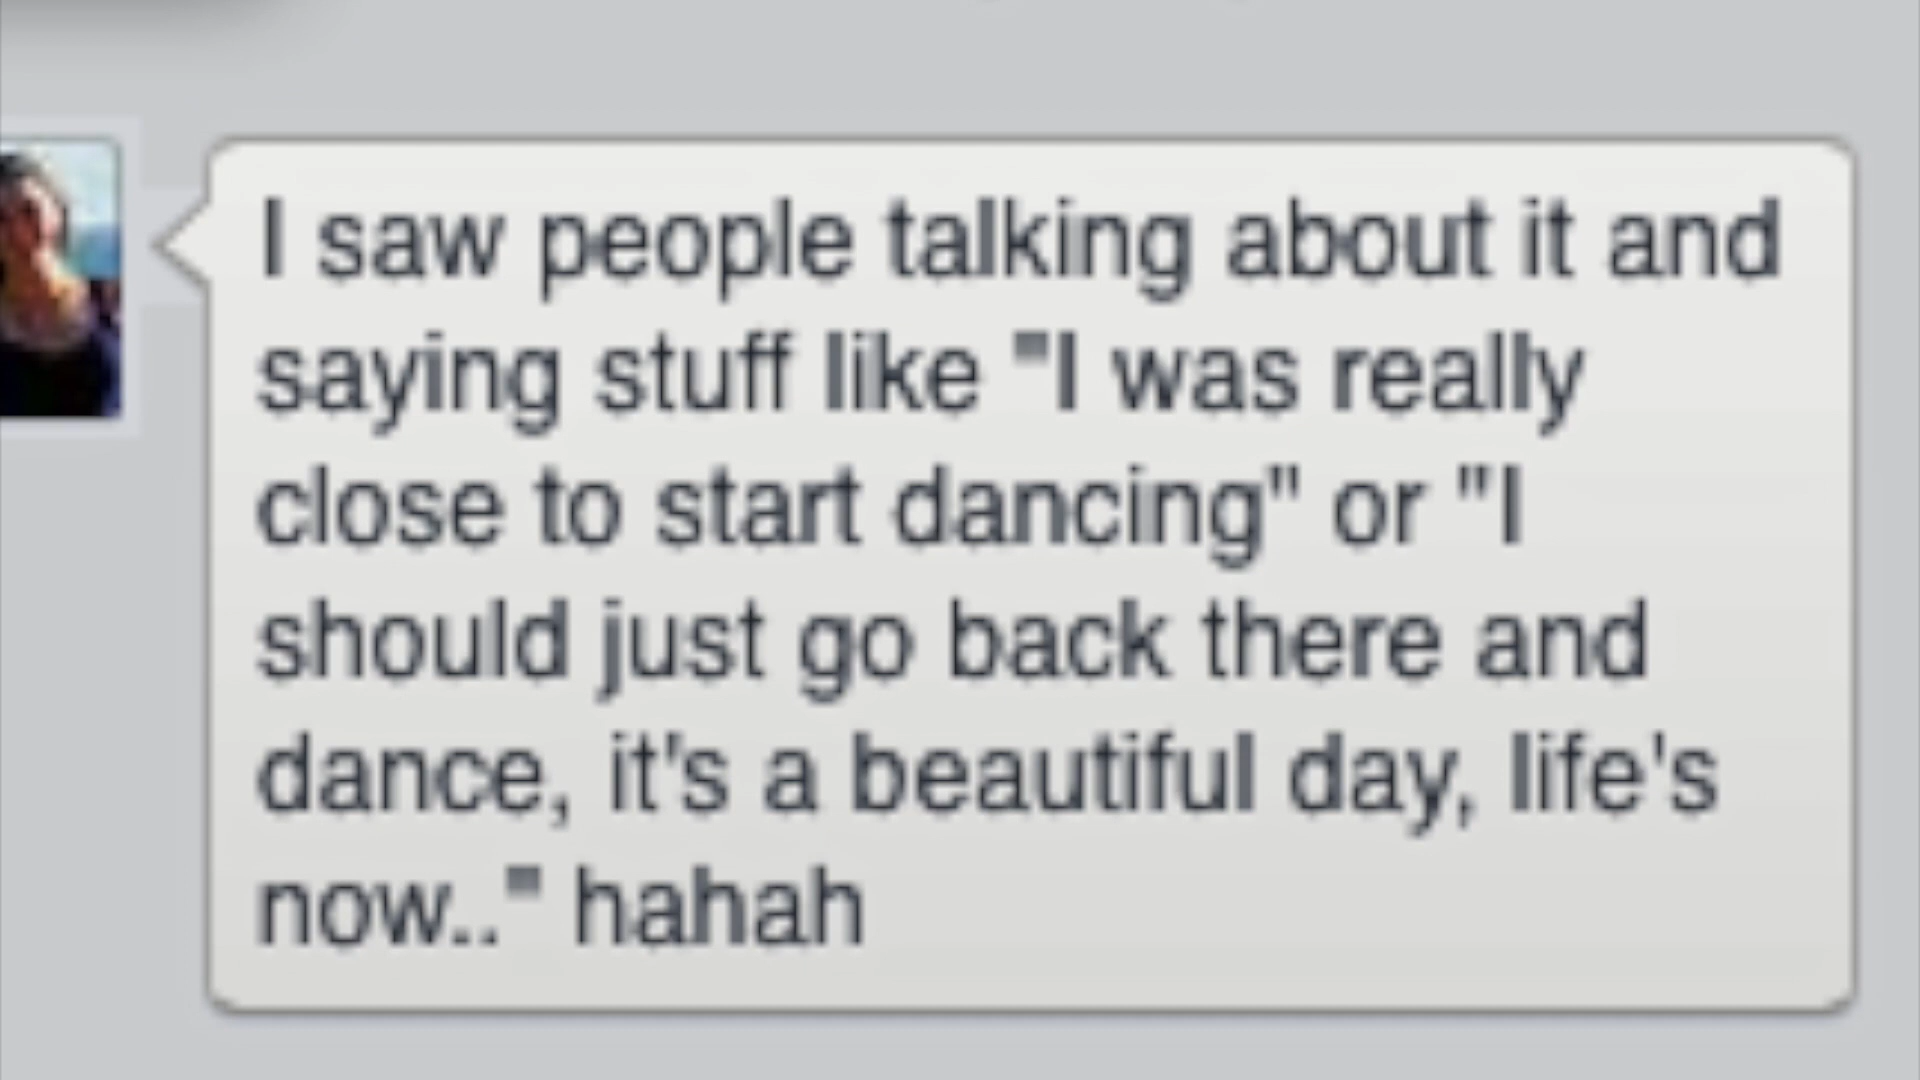 I saw people talking about it and
saying stuff like "I was really
close to start dancing" or "I
should just go back there and
dance, it's a beautiful day, life's
now.." hahah